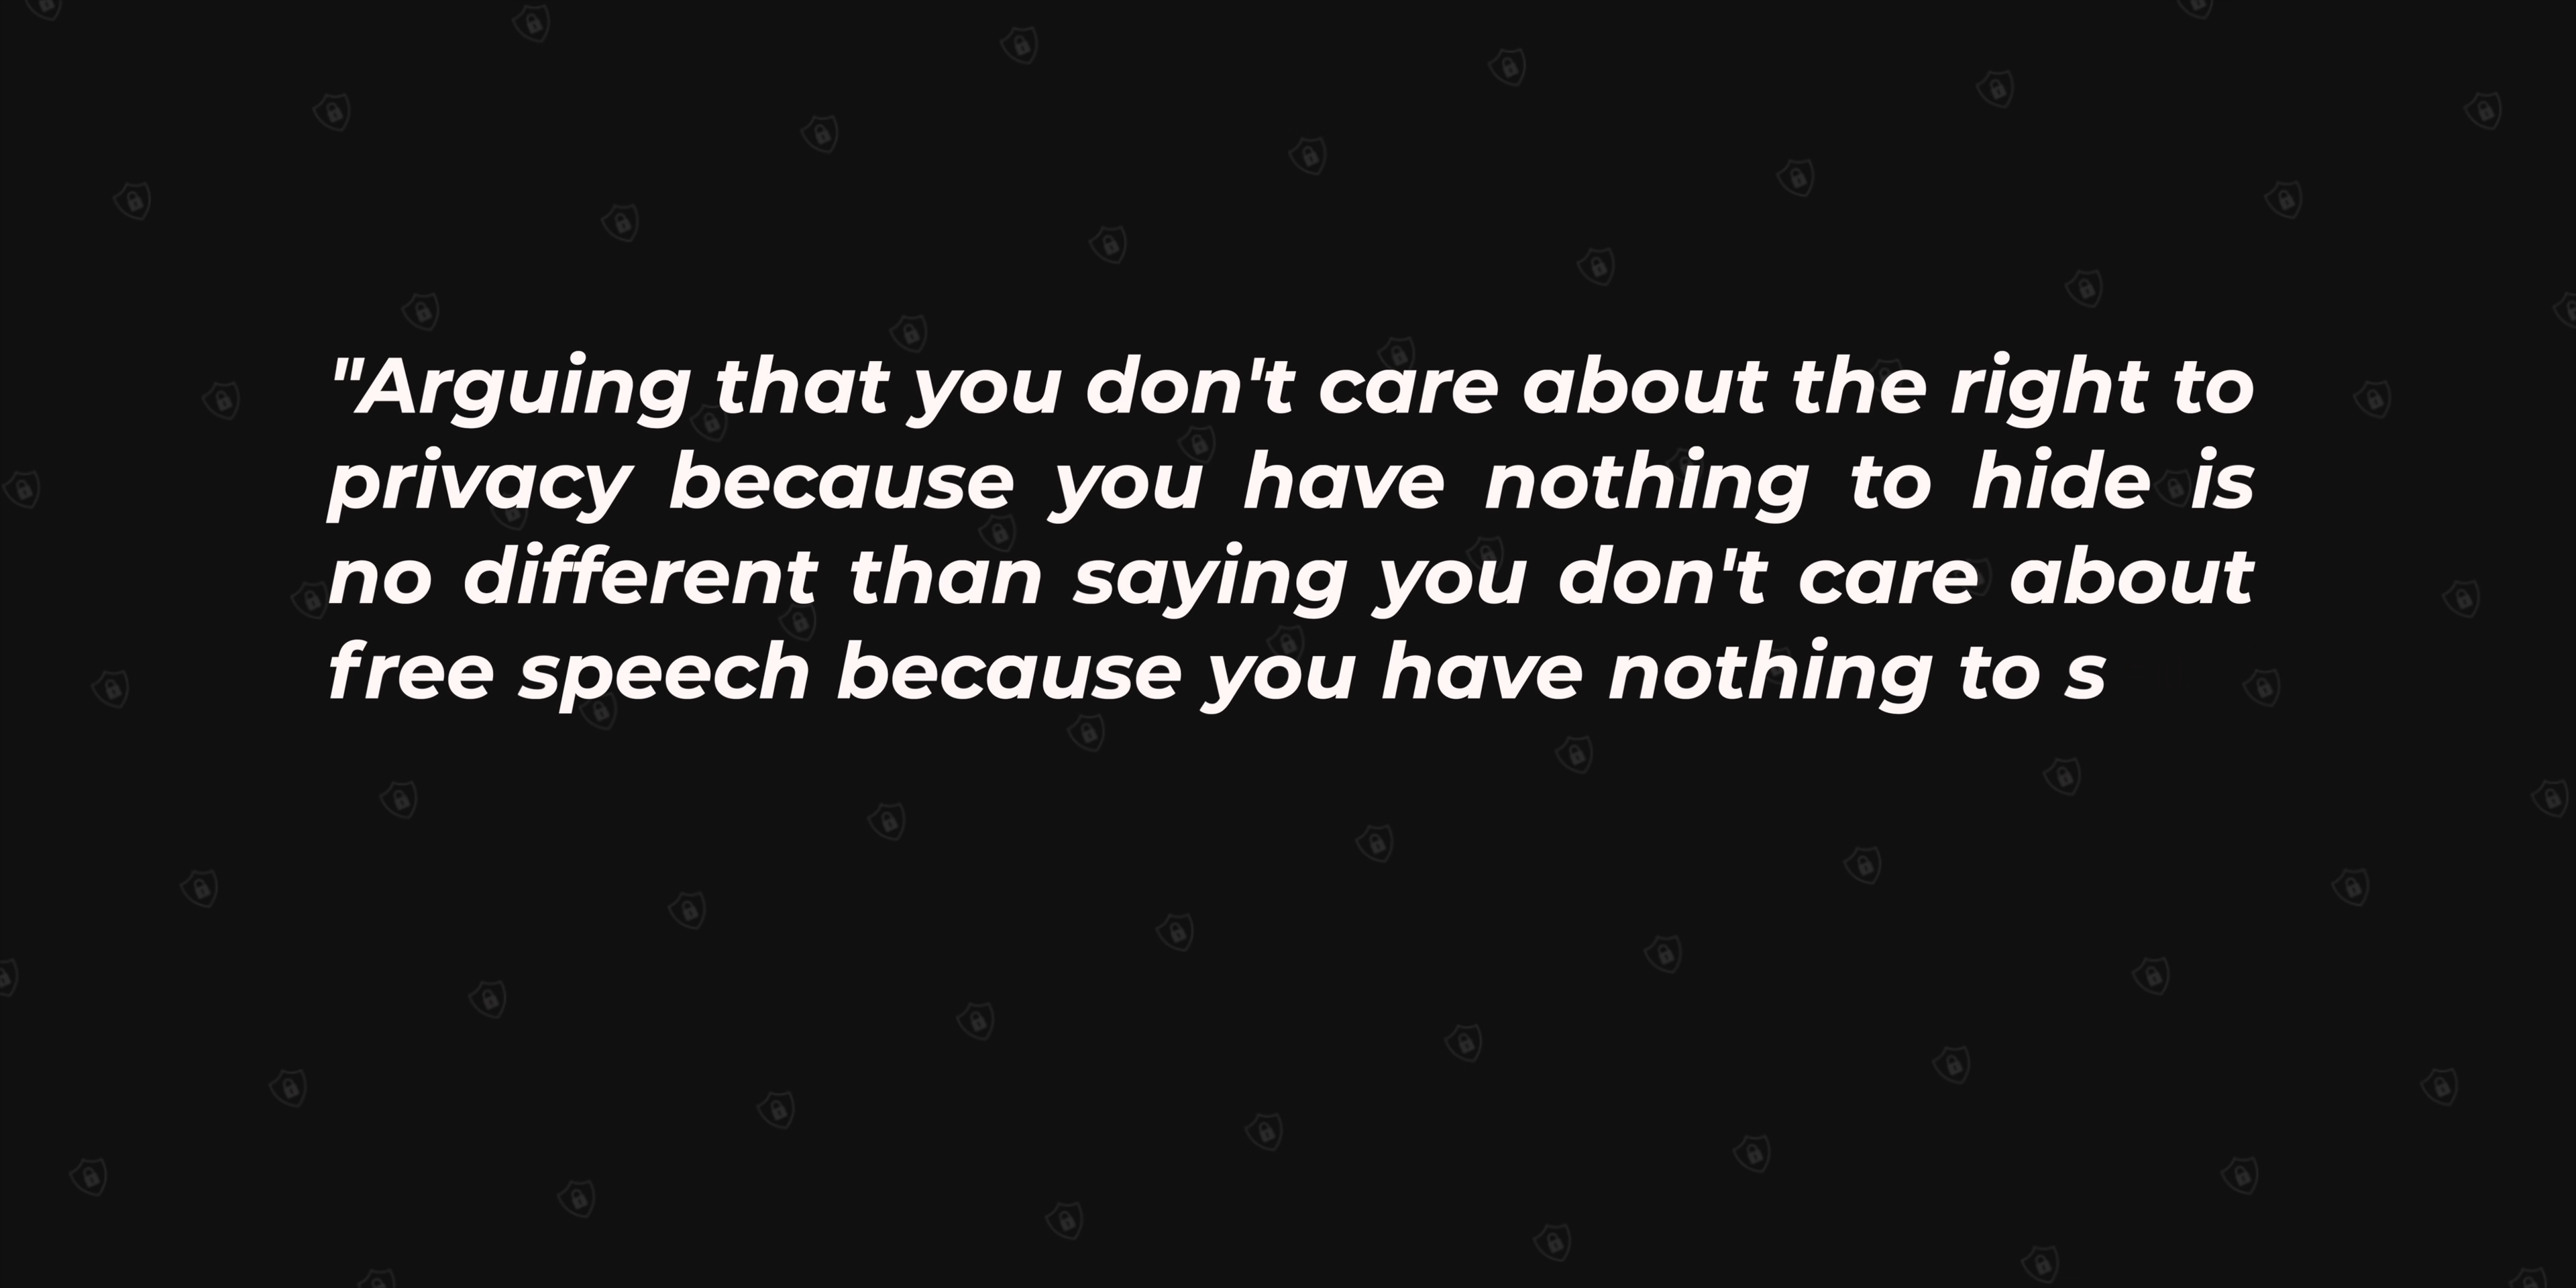 "Arguing that you don't care about the right to
privacy because you have nothing to hide is
no different than saying you don't care about
free speech because you have nothing to s